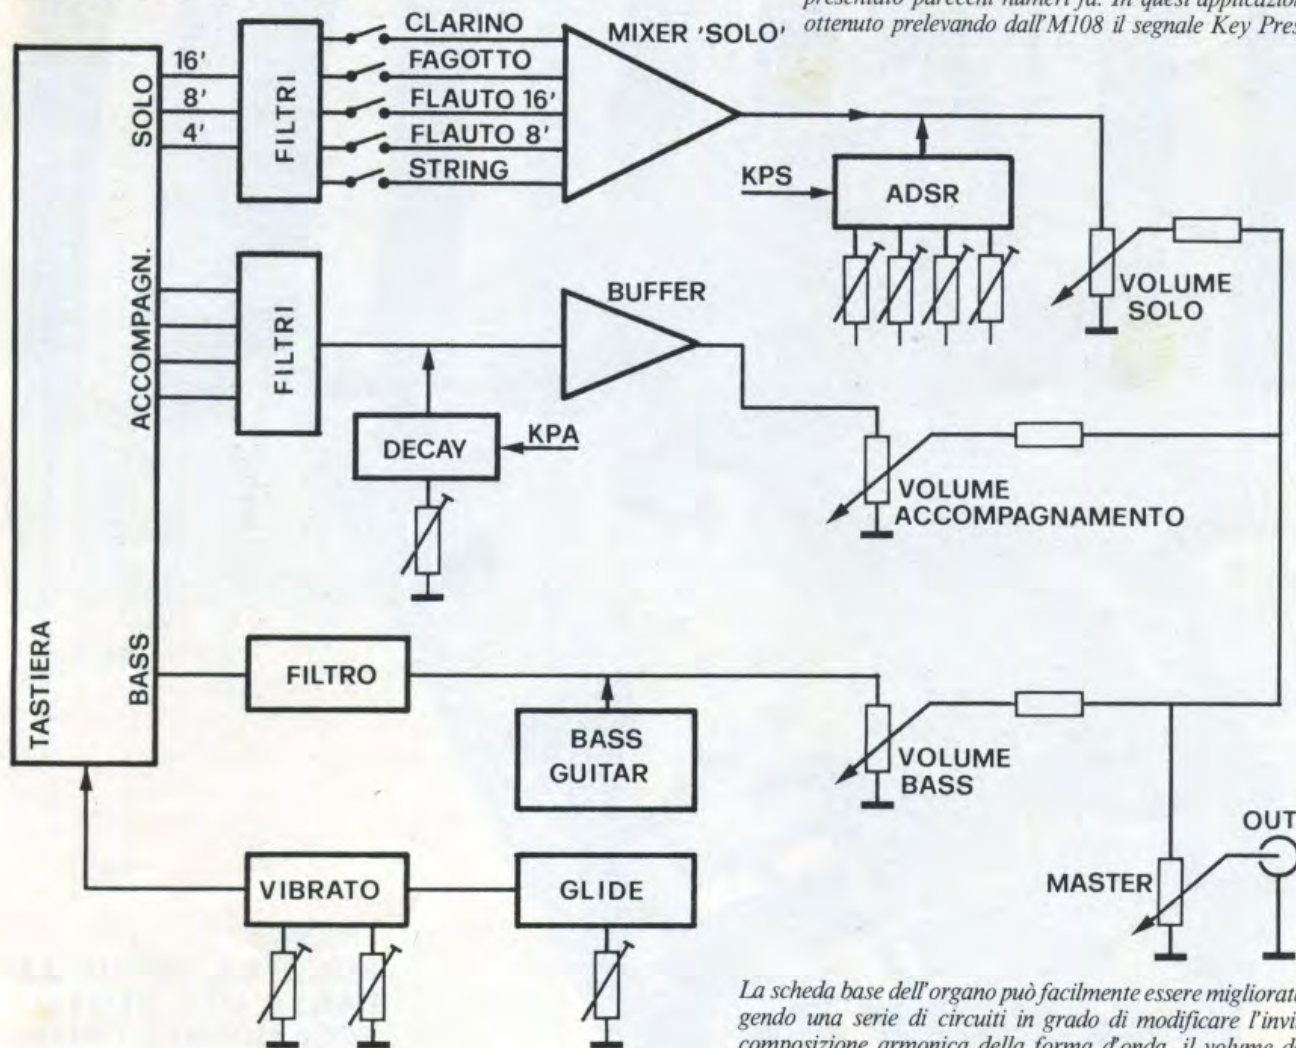 presentato parecchi numeri fa. In quest'applicazion
ottenuto prelevando dall'M108 il segnale Key Pres
TASTIERA
SOLO
16'
8'
4'
FILTRI
CLARINO
FAGOTTO
FLAUTO 16'
FLAUTO 8'
STRING
MIXER 'SOLO'
KPS
ADSR
VOLUME
SOLO
ACCOMPAGN.
FILTRI
BUFFER
DECAY
KPA
VOLUME
ACCOMPAGNAMENTO
BASS
FILTRO
BASS
GUITAR
VOLUME
BASS
VIBRATO
GLIDE
MASTER
OUT
La scheda base dell'organo può facilmente essere migliorat
gendo una serie di circuiti in grado di modificare l'invi
composizione armonica della forma d'onda, il volume d